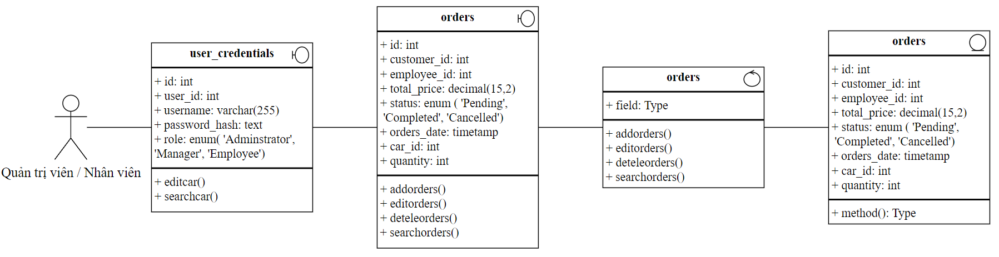 Quản trị viên / Nhân viên
user_credentials
+ id: int
+ user_id: int
+ username: varchar(255)
+ password_hash: text
+ role: enum( 'Adminstrator',
'Manager', 'Employee')
+ editcar()
+ searchcar()
orders
+ id: int
+ customer_id: int
+ employee_id: int
+ total_price: decimal(15,2)
+ status: enum ( 'Pending',
'Completed', 'Cancelled')
+ orders_date: timetamp
+ car_id: int
+ quantity: int
+ addorders()
+ editorders()
+ deteleorders()
+ searchorders()
orders
+ field: Type
+ addorders()
+ editorders()
+ deteleorders()
+ searchorders()
orders
+ id: int
+ customer_id: int
+ employee_id: int
+ total_price: decimal(15,2)
+ status: enum ( 'Pending',
'Completed', 'Cancelled')
+ orders_date: timetamp
+ car_id: int
+ quantity: int
+ method(): Type